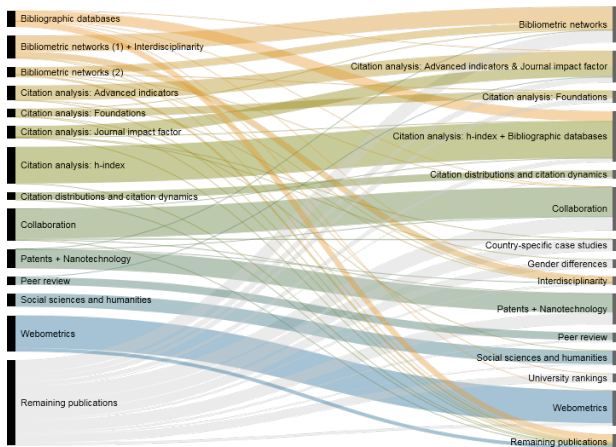 Bibliographic databases
Bibliometric networks (1) + Interdisciplinarity
Bibliometric networks (2)
Citation analysis: Advanced indicators
Citation analysis: Foundations
Citation analysis: Journal impact factor
Citation analysis: h-index
Citation distributions and citation dynamics
Collaboration
Patents + Nanotechnology
Peer review
Social sciences and humanities
Webometrics
Remaining publications
Bibliometric networks
Citation analysis: Advanced indicators & Journal impact factor
Citation analysis: Foundations
Citation analysis: h-index + Bibliographic databases
Citation distributions and citation dynamics
Collaboration
Country-specific case studies
Gender differences
Interdisciplinarity
Patents + Nanotechnology
Peer review
Social sciences and humanities
University rankings
Webometrics
Remaining publications